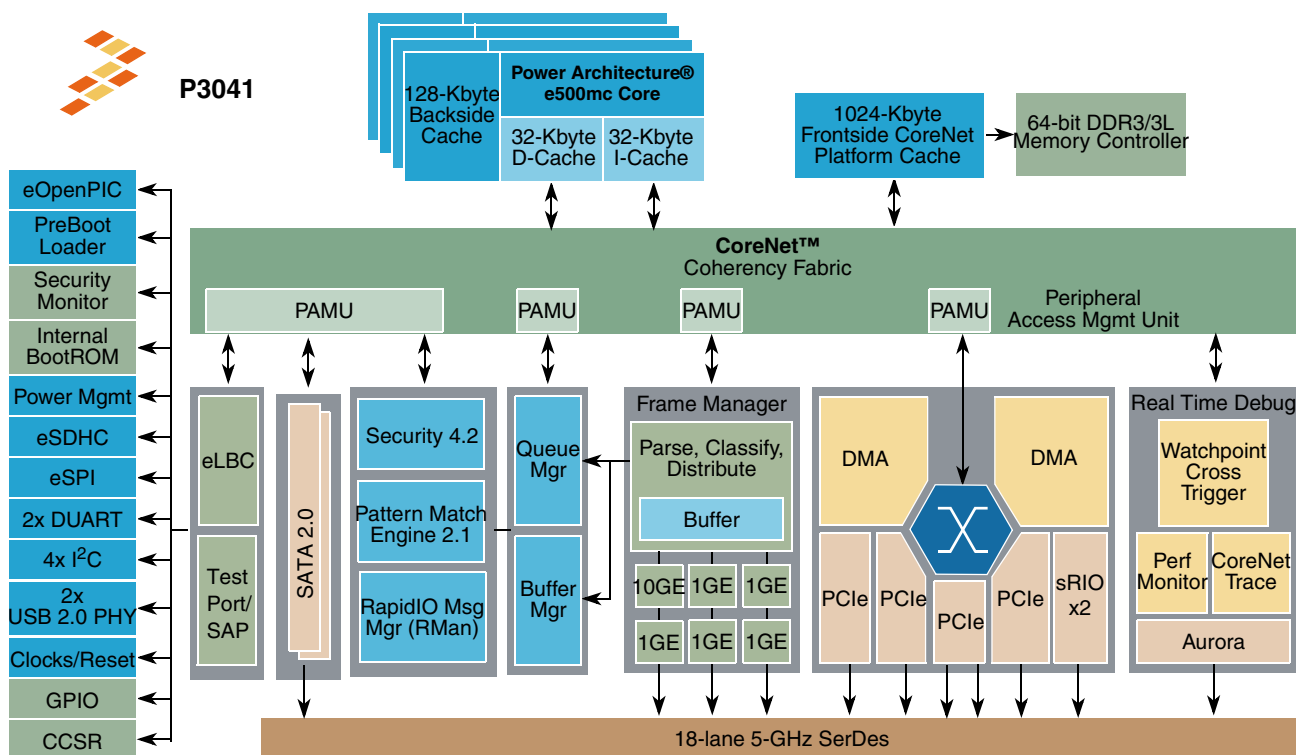 P3041
128-Kbyte
Backside
Cache
Power Architecture®
e500mc Core
32-Kbyte
D-Cache
32-Kbyte
I-Cache
1024-Kbyte
Frontside CoreNet
Platform Cache
64-bit DDR3/3L
Memory Controller
eOpenPIC
PreBoot
Loader
Security
Monitor
Internal
BootROM
Power Mgmt
eSDHC
eSPI
2x DUART
4x I²C
2x
USB 2.0 PHY
Clocks/Reset
GPIO
CCSR
CoreNet™
Coherency Fabric
PAMU
PAMU
PAMU
PAMU
Peripheral
Access Mgmt Unit
eLBC
Test
Port/
SAP
SATA 2.0
Security 4.2
Pattern Match
Engine 2.1
RapidIO Msg
Mgr (RMan)
Queue
Mgr
Buffer
Mgr
Frame Manager
Parse, Classify,
Distribute
Buffer
10GE
1GE
1GE
1GE
1GE
1GE
DMA
DMA
PCIe
PCIe
PCIe
PCIe
sRIO
x2
Real Time Debug
Watchpoint
Cross
Trigger
Perf
Monitor
CoreNet
Trace
Aurora
18-lane 5-GHz SerDes